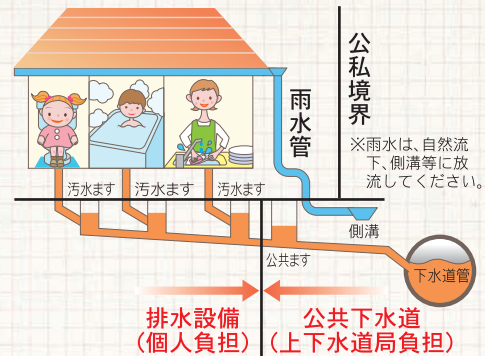 公私境界
雨水管
※雨水は、自然流
下、側溝等に放
流してください。
汚水ます
汚水ます
汚水ます
側溝
公共ます
下水道管
排水設備
(個人負担)
公共下水道
(上下水道局負担)